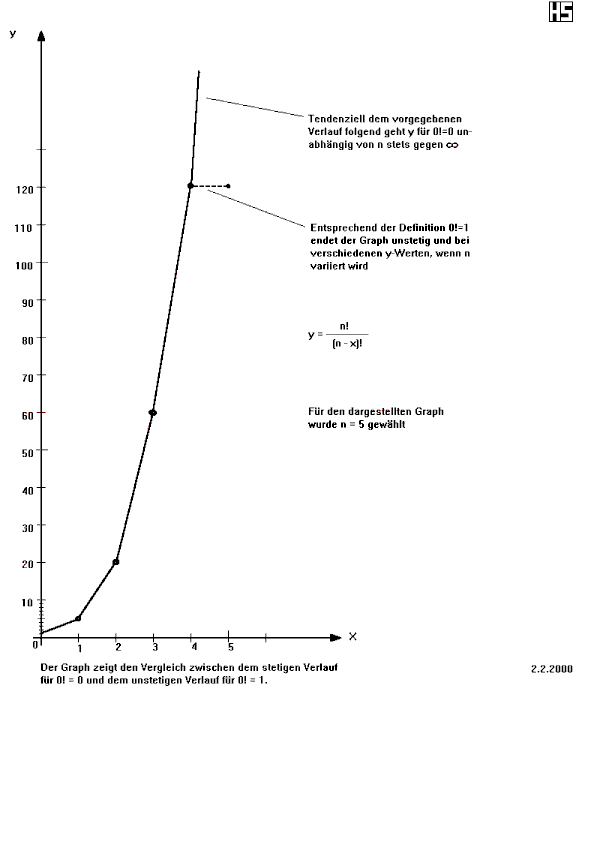 HS
y
Tendenziell dem vorgegebenen
Verlauf folgend geht y für 0!=0 un-
abhängig von n stets gegen ∞
120
Entsprechend der Definition 0!=1
endet der Graph unstetig und bei
verschiedenen y-Werten, wenn n
variiert wird
110
100
90
y = n! / (n - x)!
80
70
60
Für den dargestellten Graph
wurde n = 5 gewählt
50
40
30
20
10
0 1 2 3 4 5 X
Der Graph zeigt den Vergleich zwischen dem stetigen Verlauf
für 0! = 0 und dem unstetigen Verlauf für 0! = 1.
2.2.2000